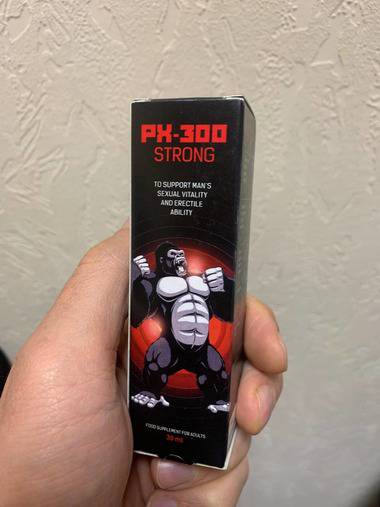 PX-300
STRONG
TO SUPPORT MAN'S
SEXUAL VITALITY
AND ERECTILE
ABILITY
FOOD SUPPLEMENT FOR ADULTS
30 ml